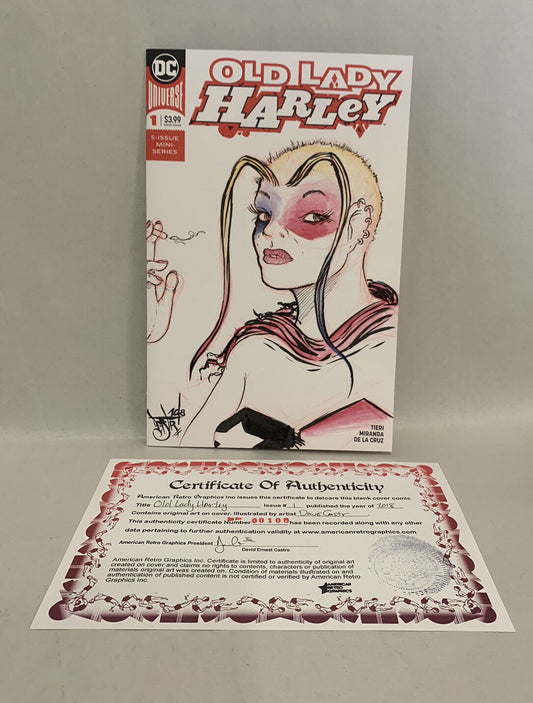 DC
UNIVERSE
1
$3.99
5-ISSUE
MINI-
SERIES
OLD LADY
HARLEY
TIERI
MIRANDA
DE LA CRUZ
Certificate Of Authenticity
American Retro Graphics Inc issues this certificate to delcare this blank cover comic
Title Old Lady Harley Issue # 1 published the year of 2018
Contains original art on cover. Illustrated by artist Dave Castr
This authenticity certificate Number 00106 has been recorded along with any other
data pertaining to further authentication validity at www.americanretrographics.com
American Retro Graphics President
David Ernest Castro
American Retro Graphics Inc. Certificate is limited to authenticity of original art
created on cover and claims no rights to contents, characters or publication of
materials original art was created on. Condition of materials illustrated on and
authentication of published content is not certified or verified by American Retro
Graphics Inc.
AMERICAN
RETRO
GRAPHICS